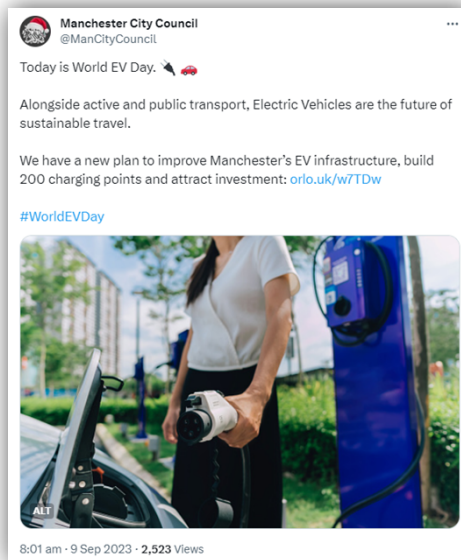 Manchester City Council
@ManCityCouncil
Today is World EV Day. 🔌 🚗
Alongside active and public transport, Electric Vehicles are the future of
sustainable travel.
We have a new plan to improve Manchester's EV infrastructure, build
200 charging points and attract investment: orlo.uk/w7TDw
#WorldEVDay
ALT
8:01 am · 9 Sep 2023 · 2,523 Views